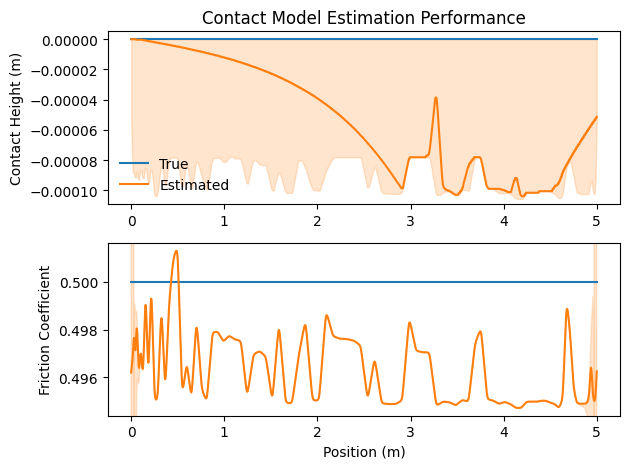 Contact Model Estimation Performance
Contact Height (m)
0.00000
−0.00002
−0.00004
−0.00006
−0.00008
−0.00010
True
Estimated
0 1 2 3 4 5
Friction Coefficient
0.500
0.498
0.496
0 1 2 3 4 5
Position (m)